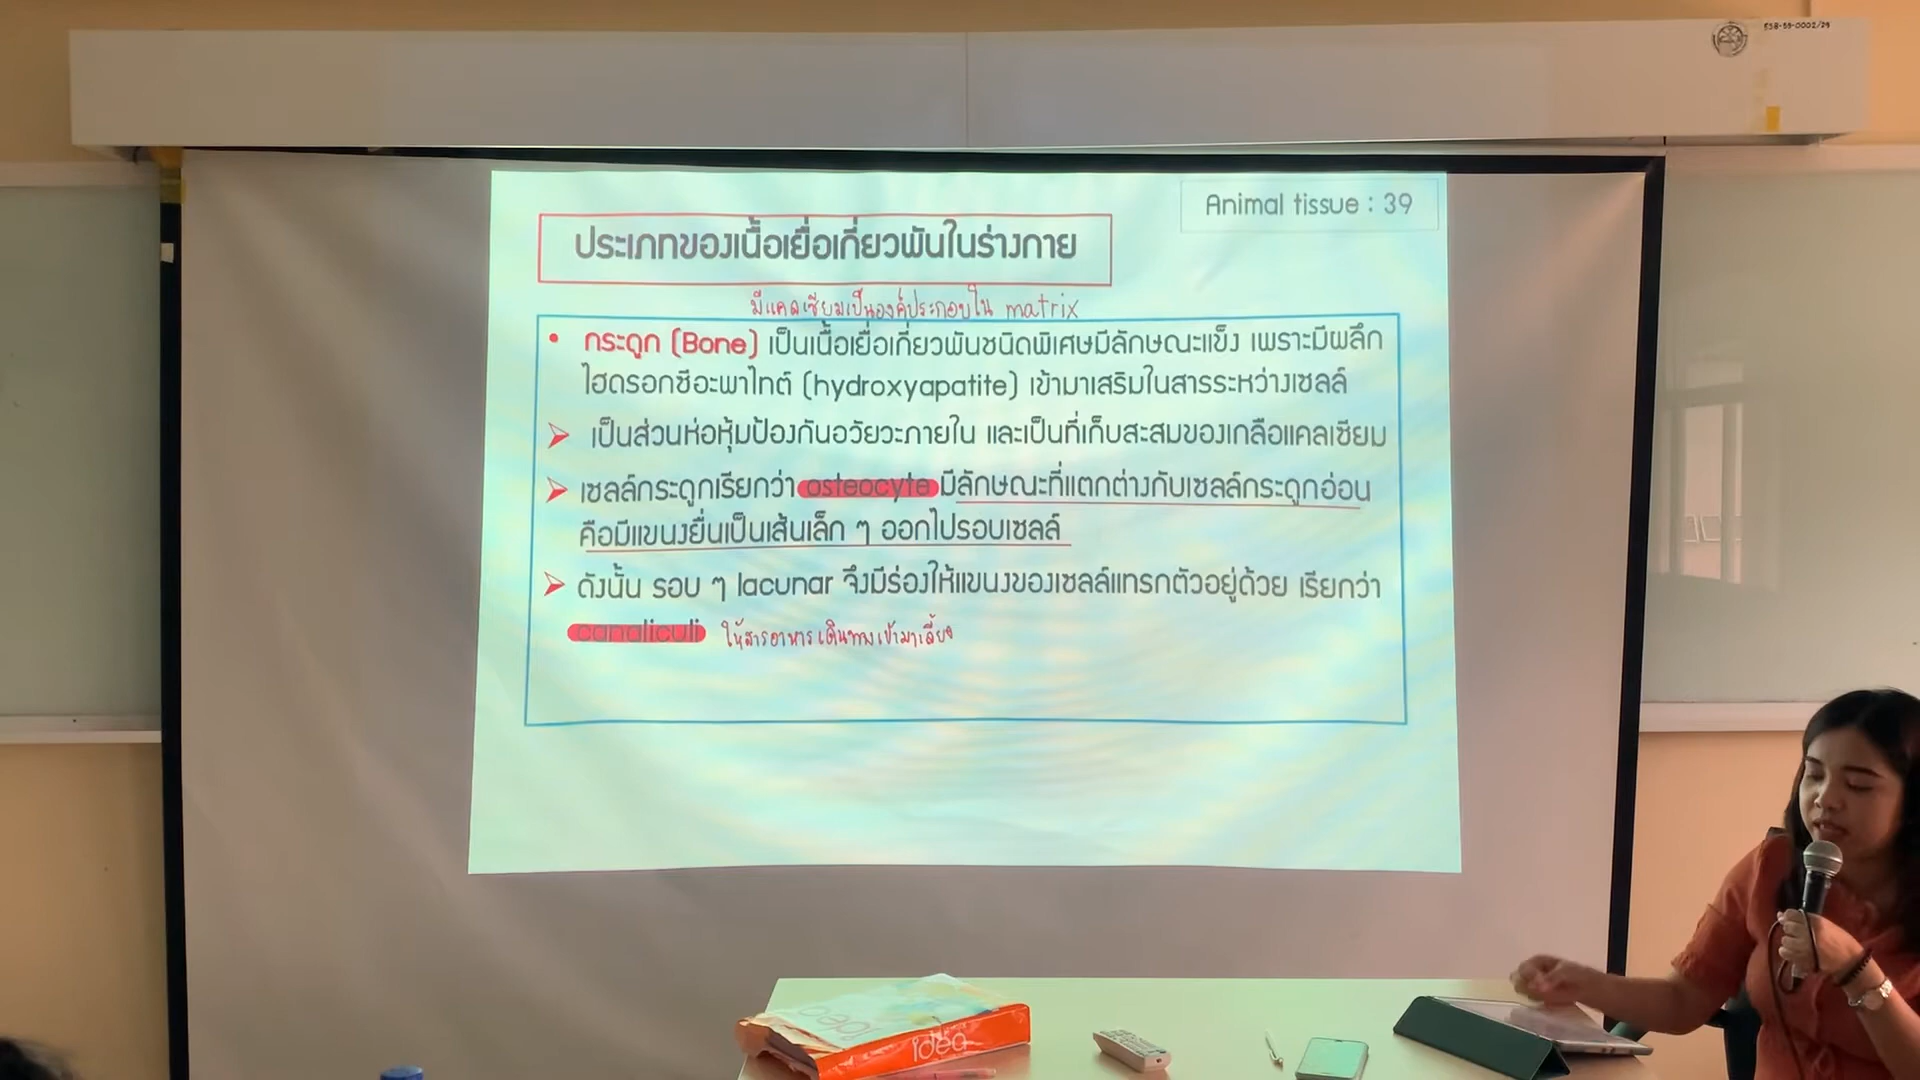 ESB-55-0002/29
Animal tissue : 39
ประเภทของเนื้อเยื่อเกี่ยวพันในร่างกาย
มีแคลเซียมเป็นองค์ประกอบใน matrix
• กระดูก (Bone) เป็นเนื้อเยื่อเกี่ยวพันชนิดพิเศษมีลักษณะแข็ง เพราะมีผลึก
ไฮดรอกซีอะพาไทต์ (hydroxyapatite) เข้ามาเสริมในสารระหว่างเซลล์
➢ เป็นส่วนห่อหุ้มป้องกันอวัยวะภายใน และเป็นที่เก็บสะสมของเกลือแคลเซียม
➢ เซลล์กระดูกเรียกว่า osteocyte มีลักษณะที่แตกต่างกับเซลล์กระดูกอ่อน
คือมีแขนงยื่นเป็นเส้นเล็ก ๆ ออกไปรอบเซลล์
➢ ดังนั้น รอบ ๆ lacunar จึงมีร่องให้แขนงของเซลล์แทรกตัวอยู่ด้วย เรียกว่า
canaliculi ให้สารอาหารเดินทางเข้ามาเลี้ยง
idea
idea